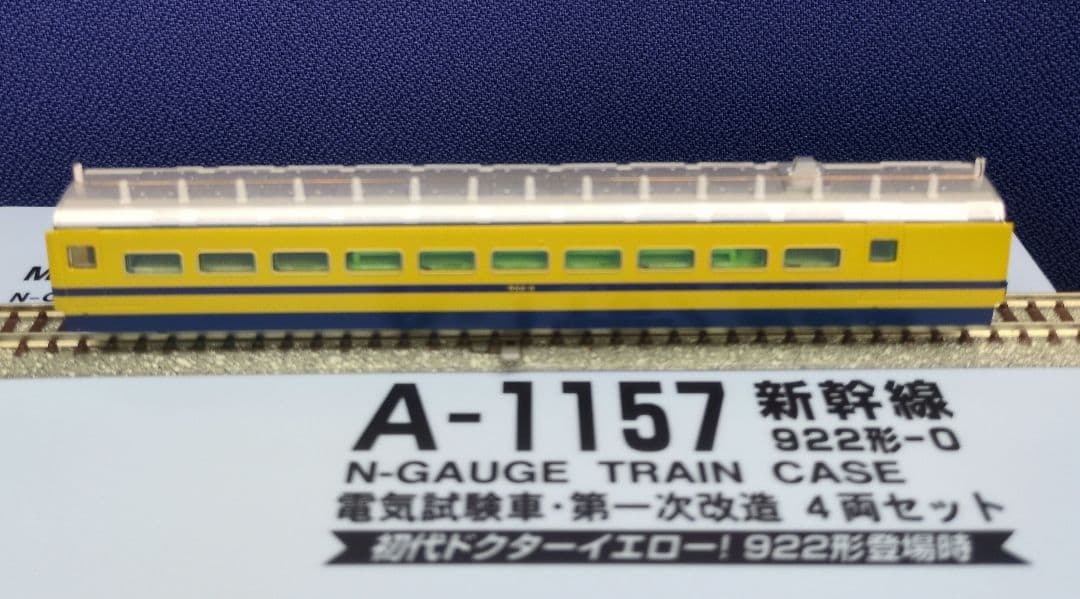 A-1157 新幹線
922形-0
N-GAUGE TRAIN CASE
電気試験車・第一次改造 4両セット
初代ドクターイエロー! 922形登場時